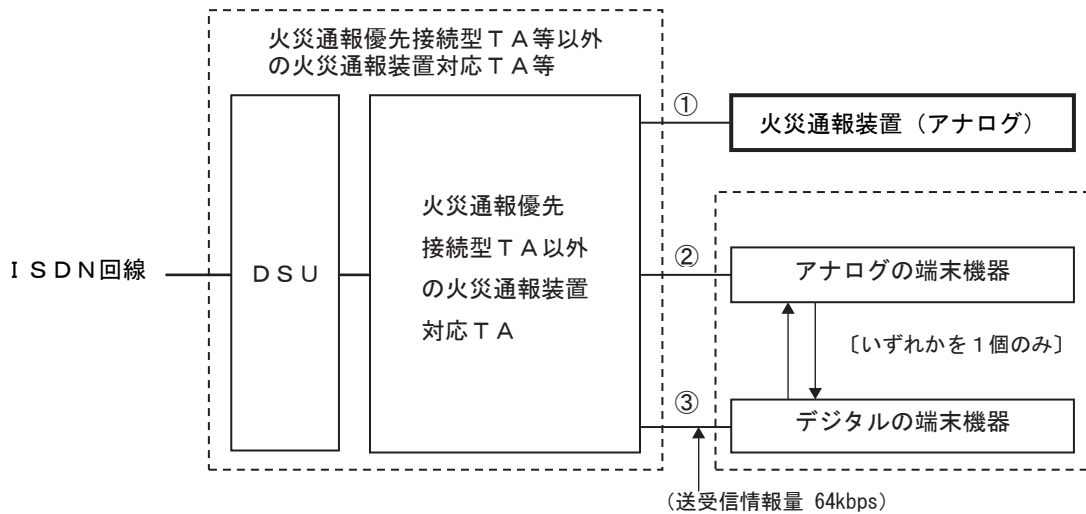 火災通報優先接続型ＴＡ等以外
の火災通報装置対応ＴＡ等
①
火災通報装置（アナログ）
火災通報優先
接続型ＴＡ以外
の火災通報装置
対応ＴＡ
ＩＳＤＮ回線
ＤＳＵ
②
アナログの端末機器
〔いずれかを１個のみ〕
③
デジタルの端末機器
（送受信情報量 64kbps）